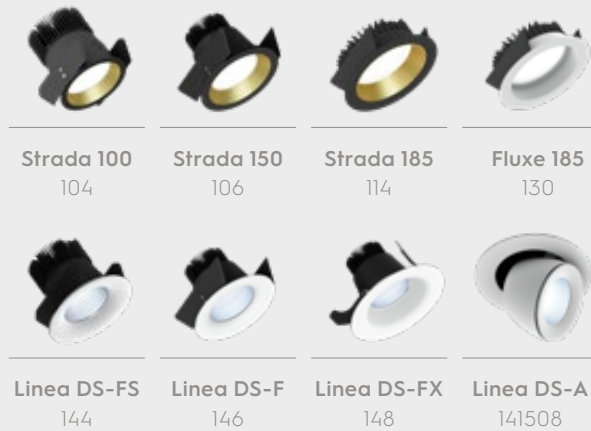 Strada 100 Strada 150 Strada 185 Fluxe 185
104 106 114 130
Linea DS-FS Linea DS-F Linea DS-FX Linea DS-A
144 146 148 141508